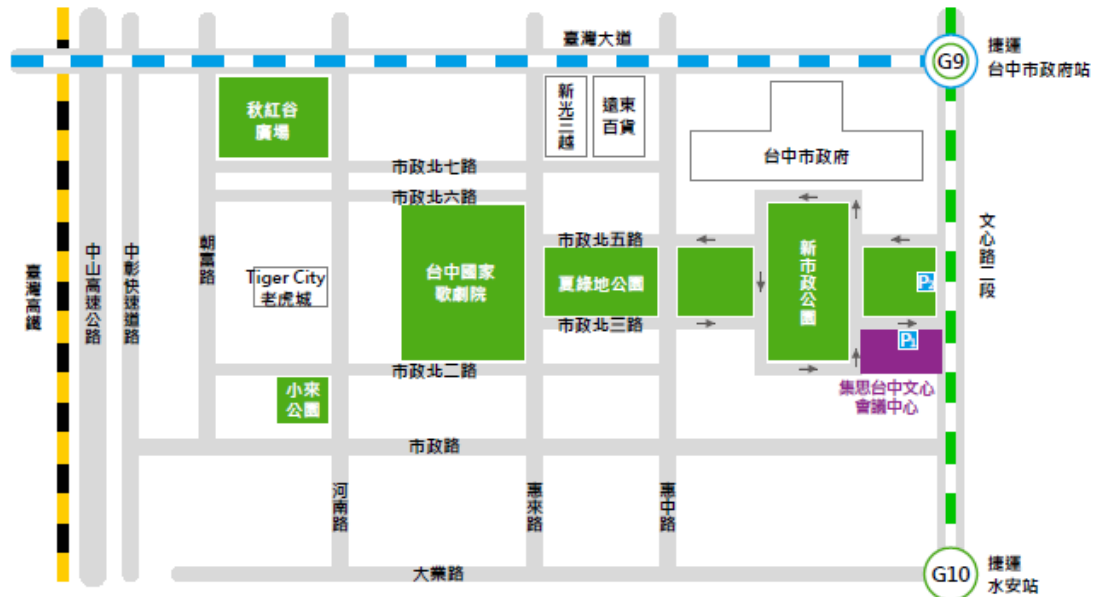 臺灣大道
G9
捷運
台中市政府站
秋紅谷
廣場
新光三越
遠東
百貨
台中市政府
市政北七路
市政北六路
臺灣高鐵
中山高速公路
中彰快速道路
朝富路
Tiger City
老虎城
台中國家
歌劇院
市政北五路
夏綠地公園
市政北三路
新市政公園
P2
P1
文心路二段
市政北二路
小來
公園
集思台中文心
會議中心
市政路
河南路
惠來路
惠中路
大業路
G10
捷運
水安站